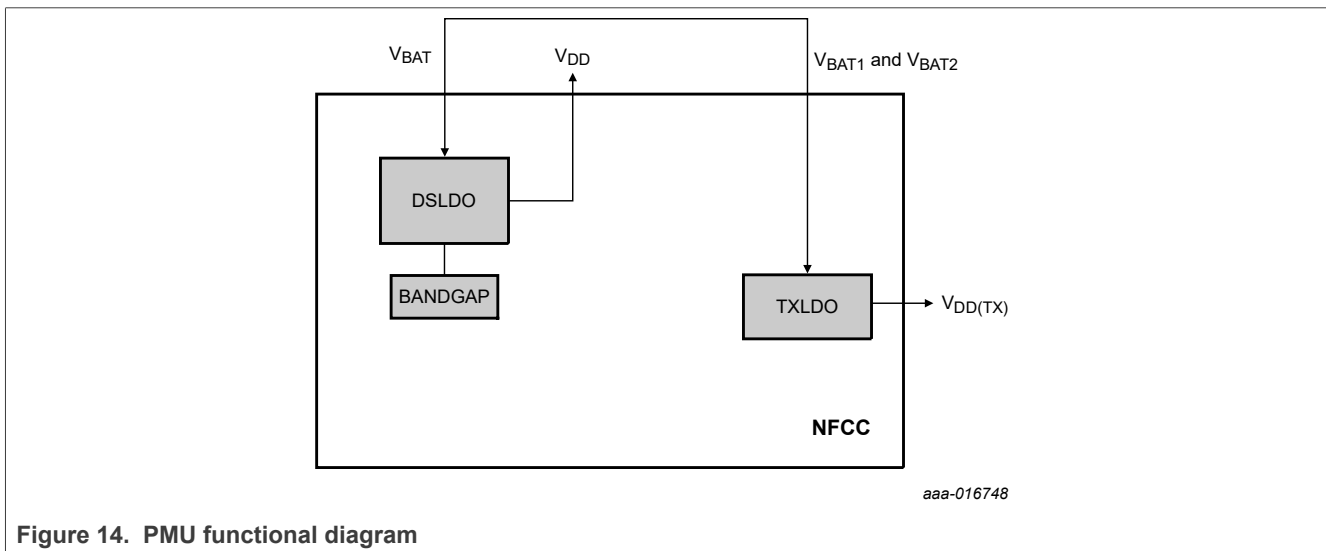 VBAT
VDD
VBAT1 and VBAT2
DSLDO
BANDGAP
TXLDO
VDD(TX)
NFCC
aaa-016748
Figure 14. PMU functional diagram